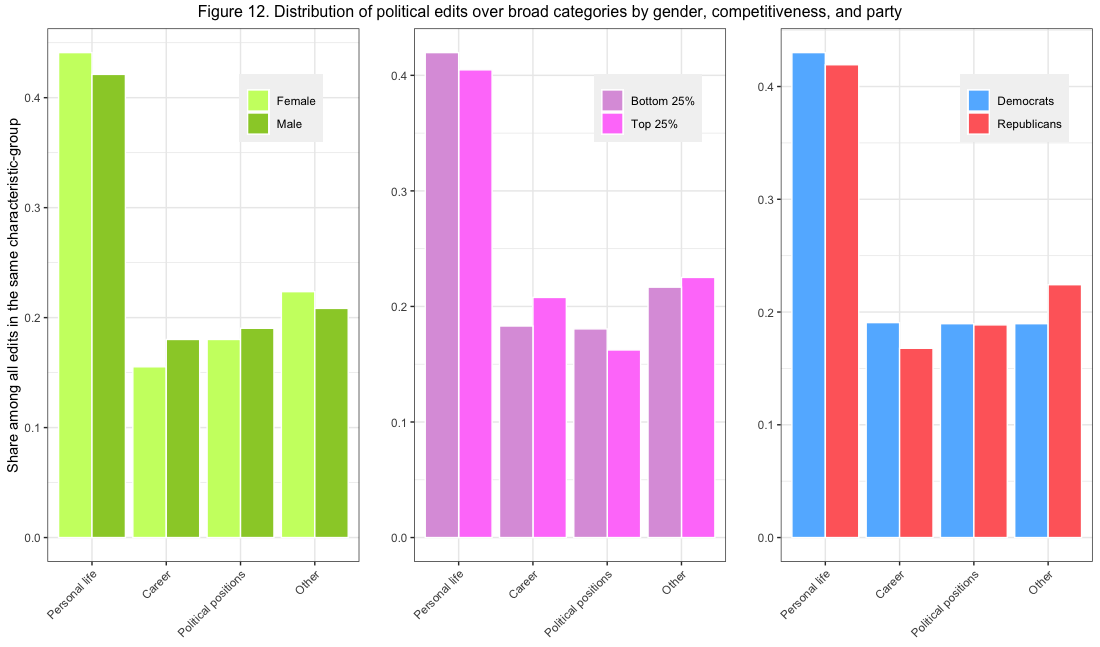 Figure 12. Distribution of political edits over broad categories by gender, competitiveness, and party
Share among all edits in the same characteristic-group
0.4
0.3
0.2
0.1
0.0
Female
Male
Personal life
Career
Political positions
Other
0.4
0.3
0.2
0.1
0.0
Bottom 25%
Top 25%
Personal life
Career
Political positions
Other
0.4
0.3
0.2
0.1
0.0
Democrats
Republicans
Personal life
Career
Political positions
Other